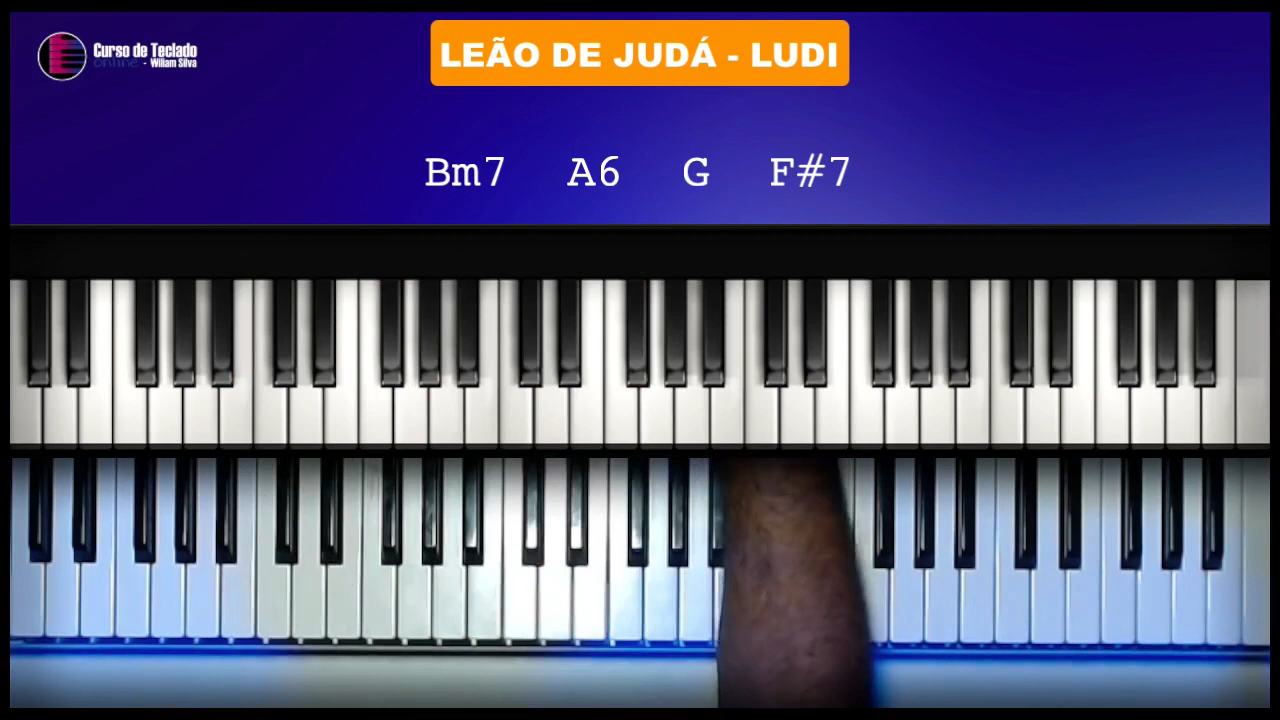 Curso de Teclado
online - Wiliam Silva
LEÃO DE JUDÁ - LUDI
Bm7 A6 G F#7